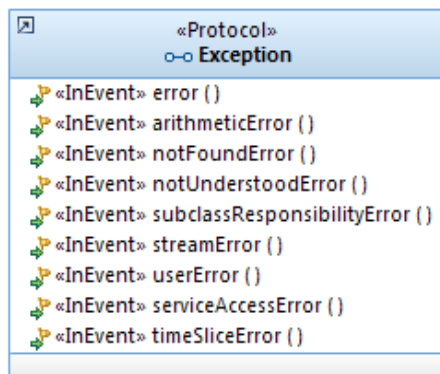 «Protocol»
Exception
«InEvent» error ( )
«InEvent» arithmeticError ( )
«InEvent» notFoundError ( )
«InEvent» notUnderstoodError ( )
«InEvent» subclassResponsibilityError ( )
«InEvent» streamError ( )
«InEvent» userError ( )
«InEvent» serviceAccessError ( )
«InEvent» timeSliceError ( )